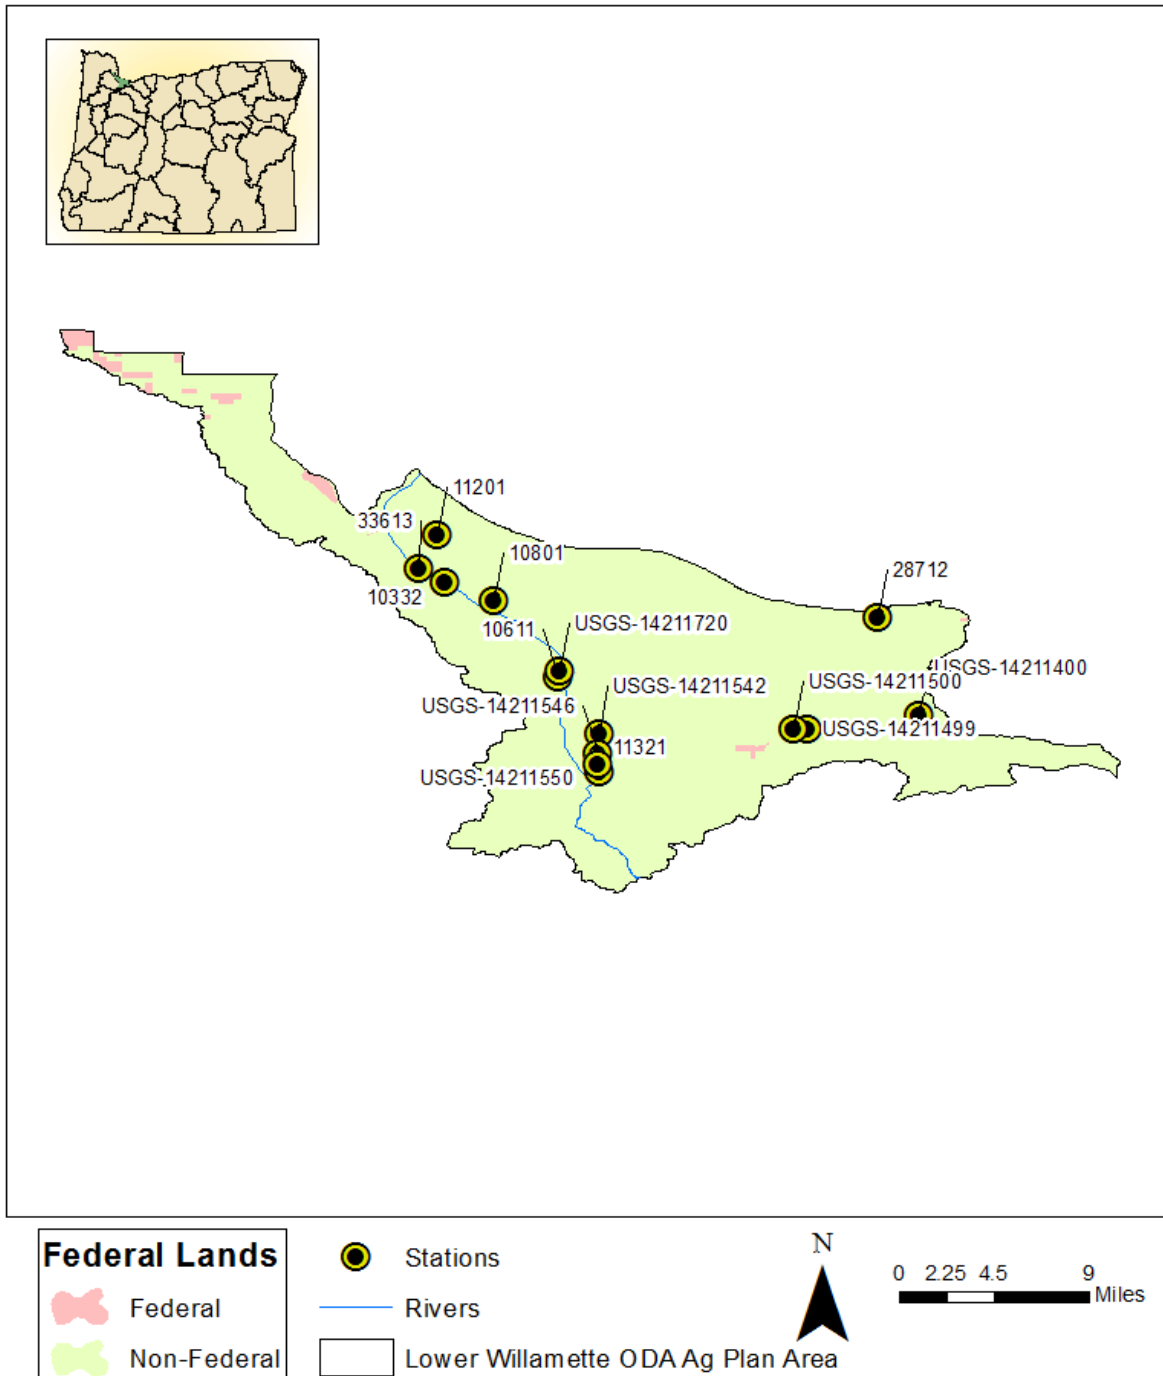 11201
33613
10801
10332
28712
10611
USGS-14211720
USGS-14211400
USGS-14211500
USGS-14211542
USGS-14211546
USGS-14211499
11321
USGS-14211550
Federal Lands
Federal
Non-Federal
Stations
Rivers
Lower Willamette ODA Ag Plan Area
N
0 2.25 4.5 9
Miles